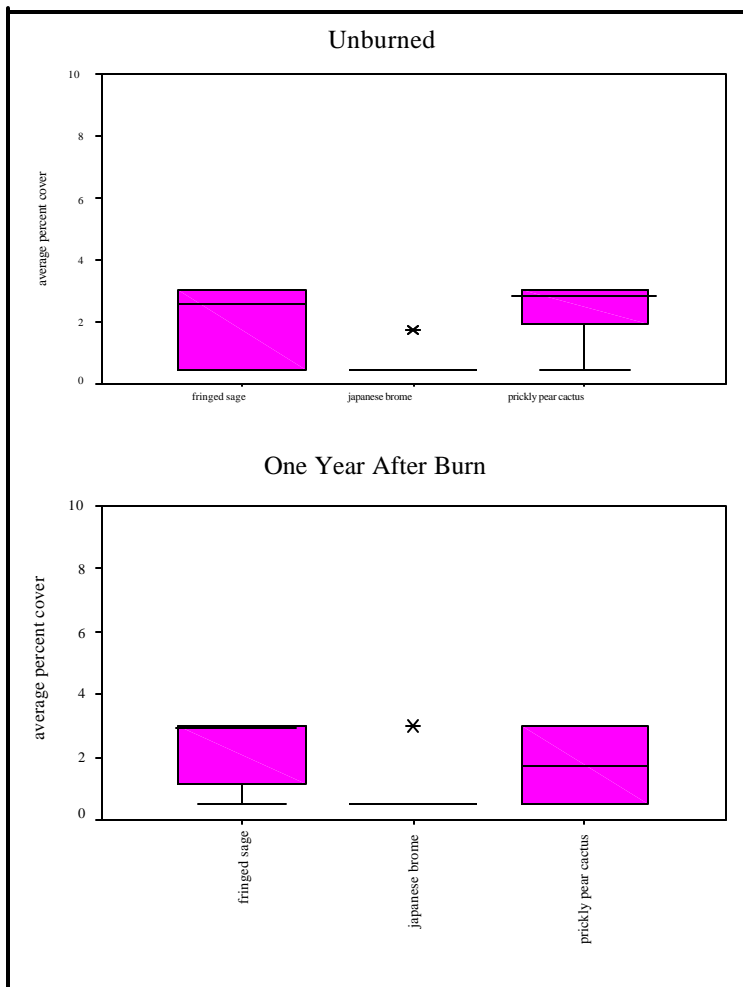 Unburned
10
8
6
4
2
0
average percent cover
fringed sage japanese brome prickly pear cactus
One Year After Burn
10
8
6
4
2
0
average percent cover
fringed sage
japanese brome
prickly pear cactus